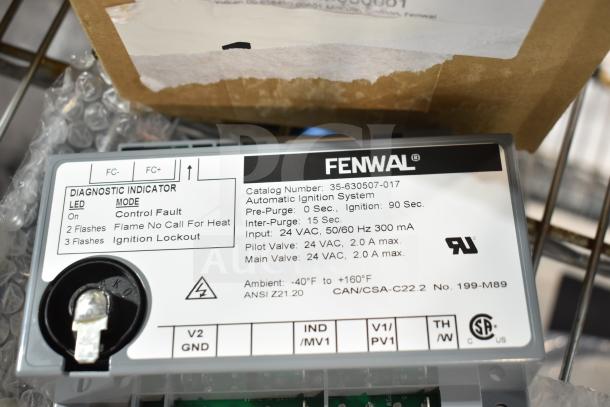 FENWAL®
FC-
FC+
↑
DIAGNOSTIC INDICATOR
LED MODE
On Control Fault
2 Flashes Flame No Call For Heat
3 Flashes Ignition Lockout
Catalog Number: 35-630507-017
Automatic Ignition System
Pre-Purge: 0 Sec., Ignition: 90 Sec.
Inter-Purge: 15 Sec.
Input: 24 VAC, 50/60 Hz 300 mA
Pilot Valve: 24 VAC, 2.0 A max.
Main Valve: 24 VAC, 2.0 A max.
Ambient: -40°F to +160°F
ANSI Z21.20 CAN/CSA-C22.2 No. 199-M89
V2
GND
IND
/MV1
V1/
PV1
TH
/W
C US